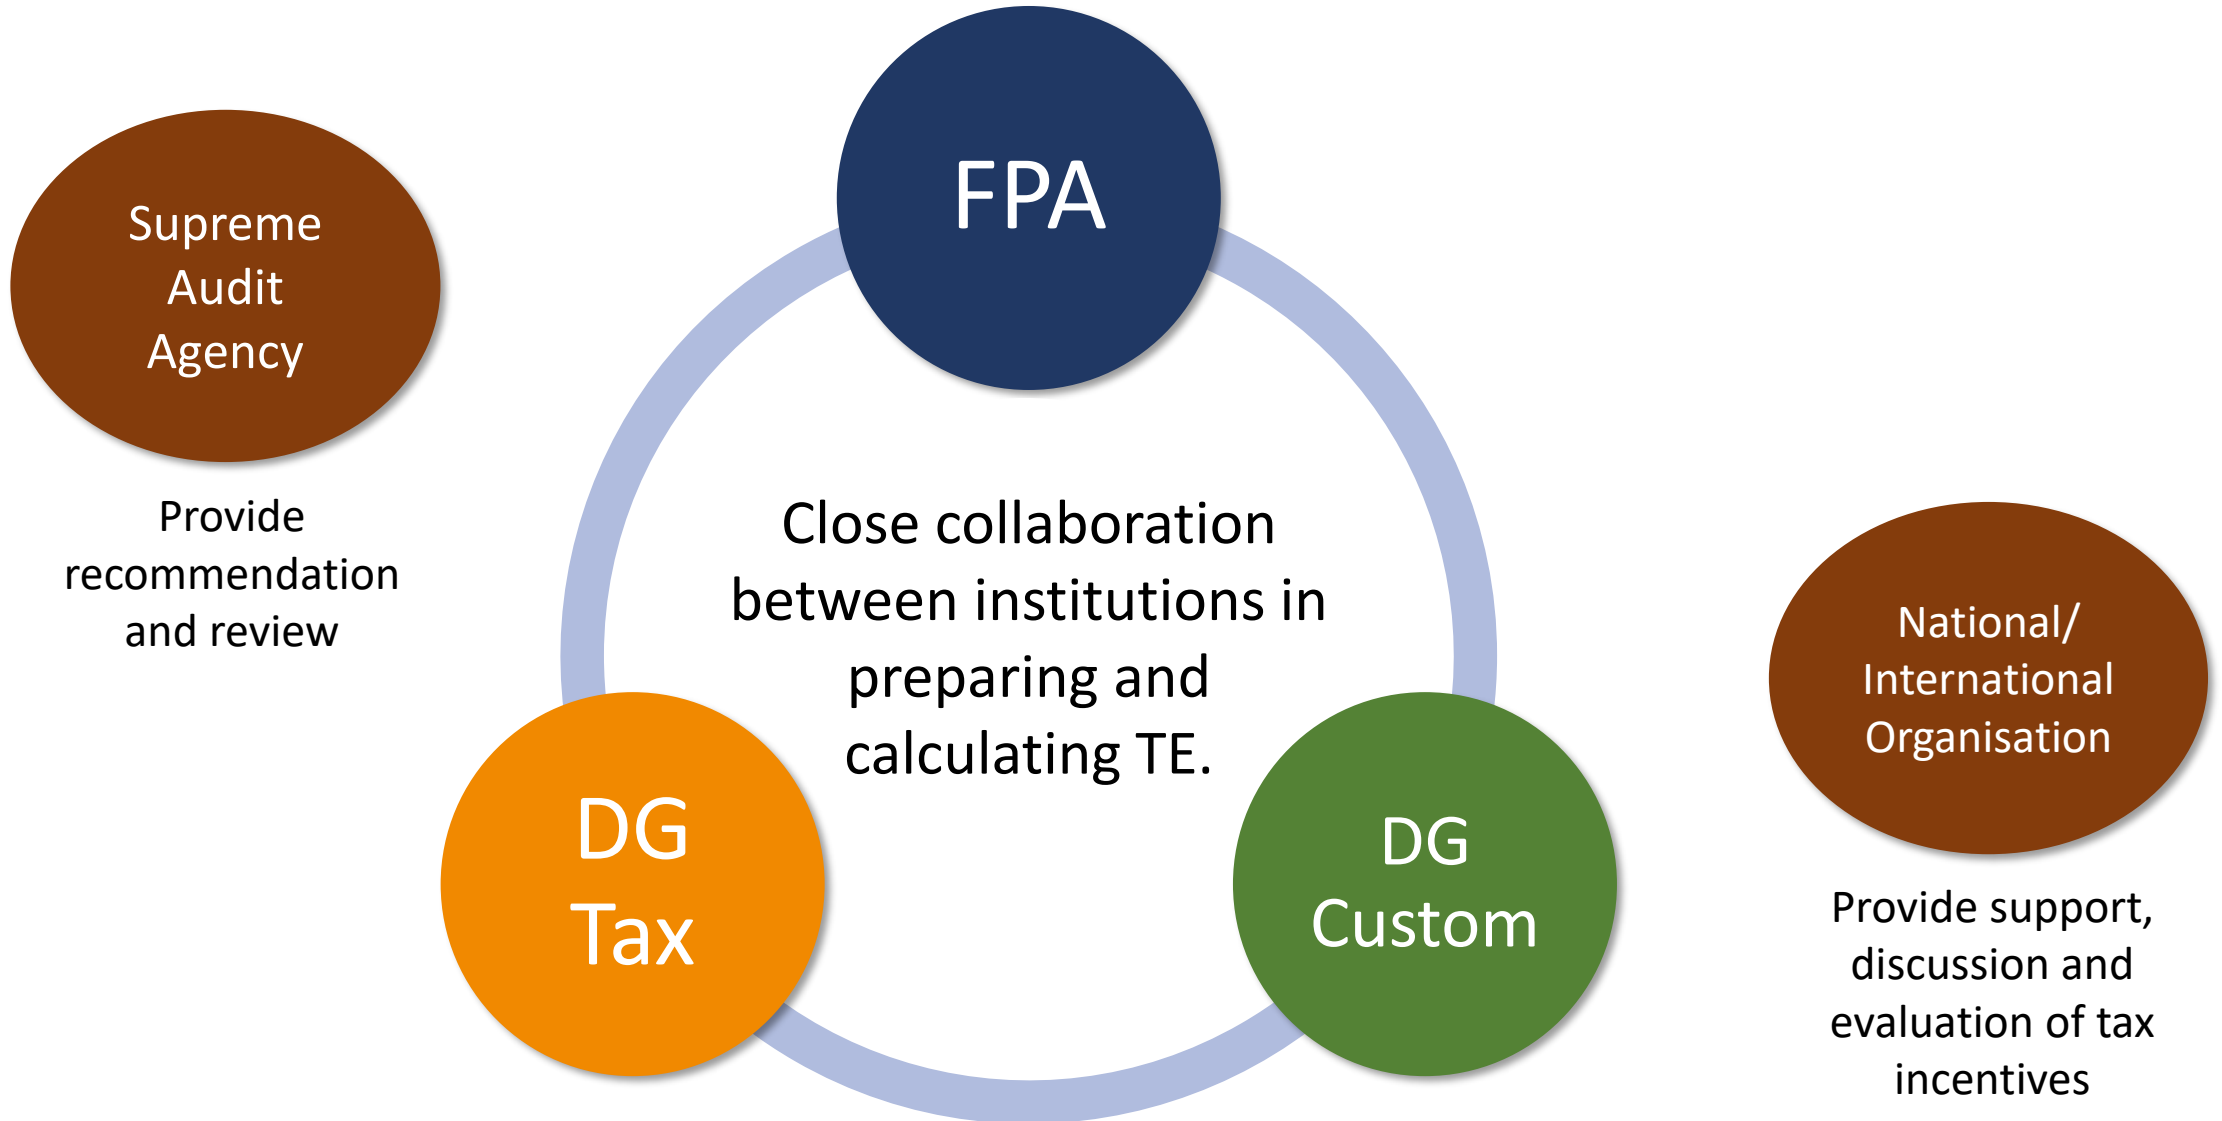 FPA
Supreme
Audit
Agency
Provide
recommendation
and review
Close collaboration
between institutions in
preparing and
calculating TE.
DG
Tax
DG
Custom
National/
International
Organisation
Provide support,
discussion and
evaluation of tax
incentives